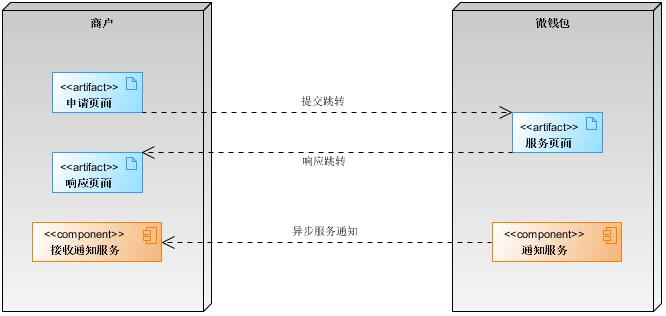 商户
微钱包
<<artifact>>
申请页面
提交跳转
<<artifact>>
服务页面
响应跳转
<<artifact>>
响应页面
<<component>>
接收通知服务
异步服务通知
<<component>>
通知服务